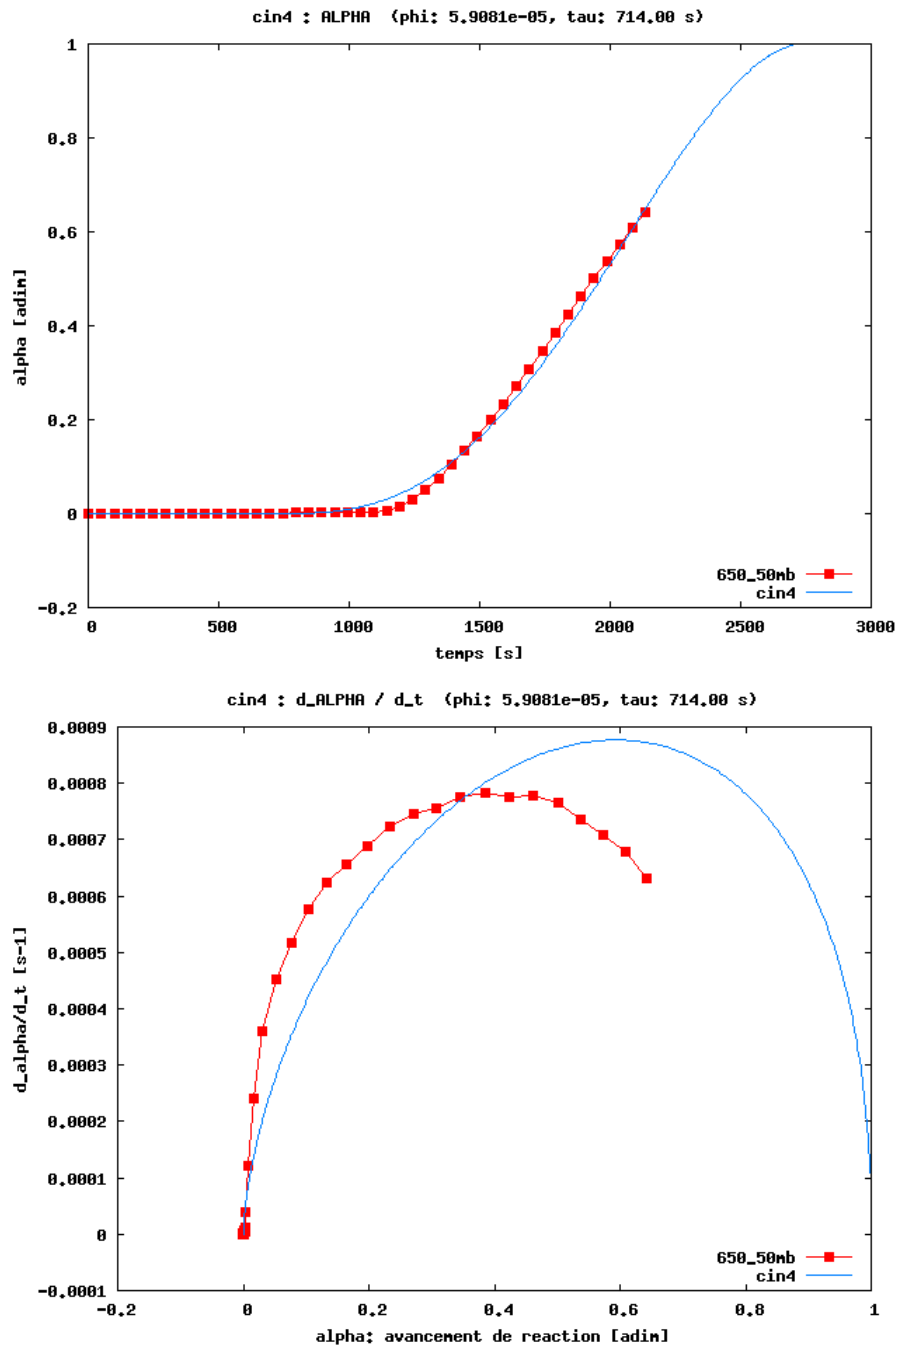 cin4 : ALPHA  (phi: 5.9081e-05, tau: 714.00 s)
1
0.8
0.6
0.4
0.2
0
-0.2
alpha [adim]
650_50mb
cin4
0 500 1000 1500 2000 2500 3000
temps [s]
cin4 : d_ALPHA / d_t  (phi: 5.9081e-05, tau: 714.00 s)
0.0009
0.0008
0.0007
0.0006
0.0005
0.0004
0.0003
0.0002
0.0001
0
-0.0001
d_alpha/d_t [s-1]
650_50mb
cin4
-0.2 0 0.2 0.4 0.6 0.8 1
alpha: avancement de reaction [adim]